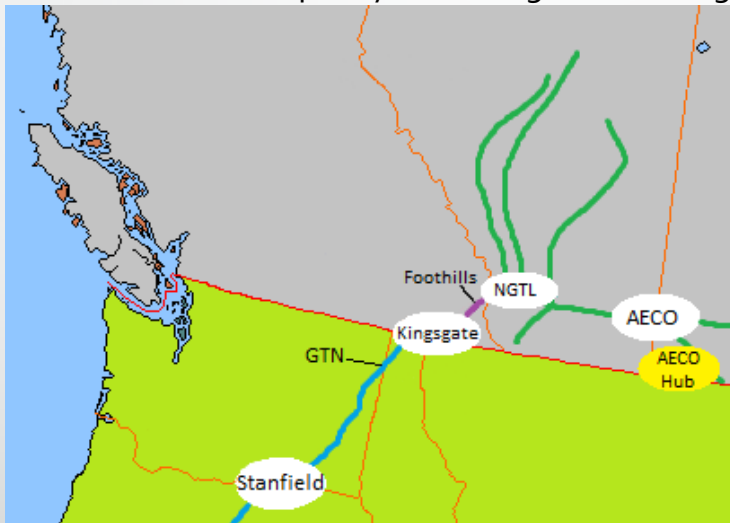 Foothills
NGTL
AECO
Kingsgate
GTN
AECO
Hub
Stanfield